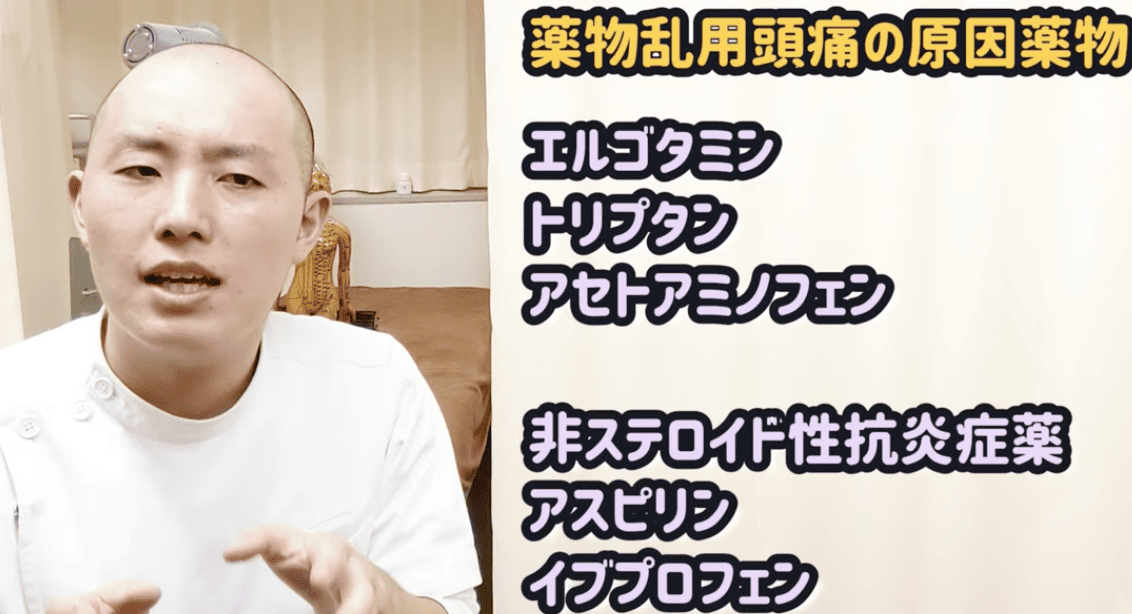 薬物乱用頭痛の原因薬物
エルゴタミン
トリプタン
アセトアミノフェン
非ステロイド性抗炎症薬
アスピリン
イブプロフェン